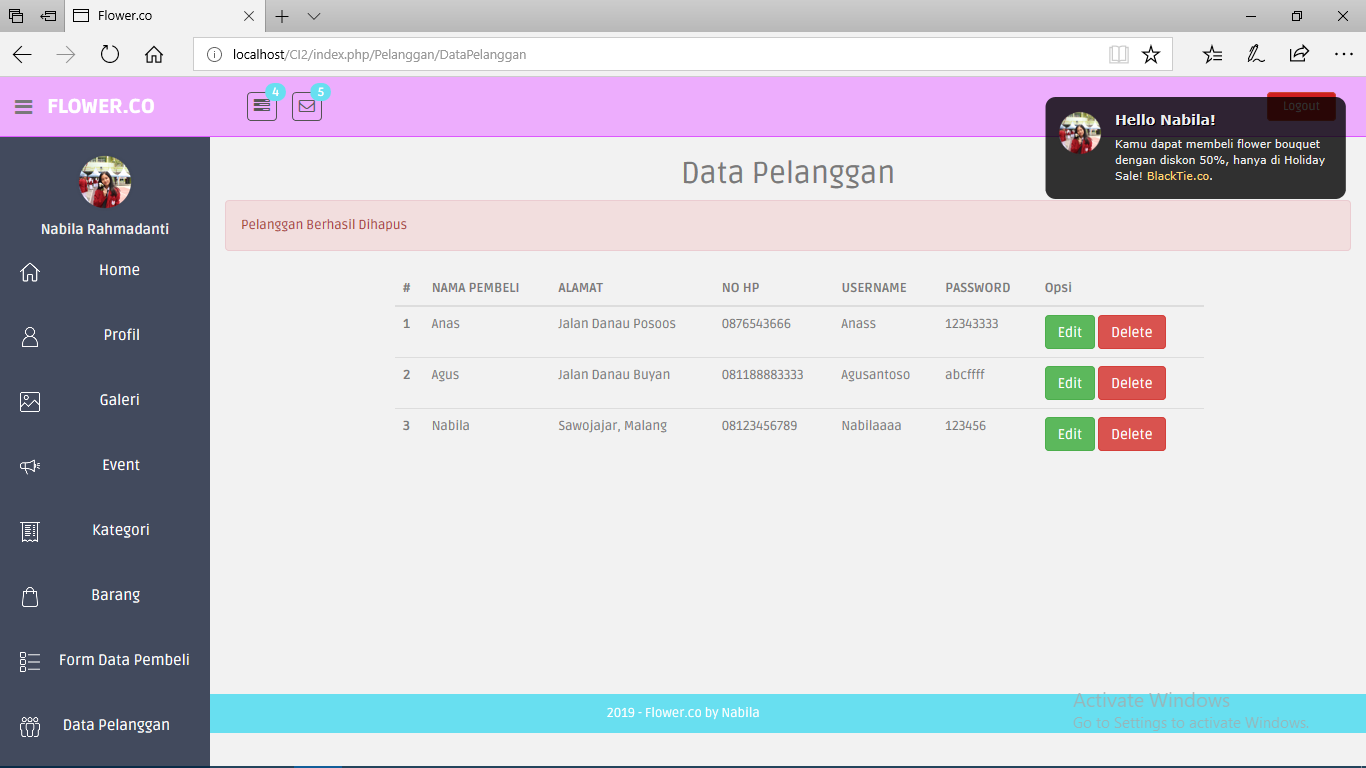 Flower.co
localhost/CI2/index.php/Pelanggan/DataPelanggan
FLOWER.CO
4
5
Logout
Hello Nabila!
Kamu dapat membeli flower bouquet
dengan diskon 50%, hanya di Holiday
Sale! BlackTie.co.
Nabila Rahmadanti
Home
Profil
Galeri
Event
Kategori
Barang
Form Data Pembeli
Data Pelanggan
Data Pelanggan
Pelanggan Berhasil Dihapus
# NAMA PEMBELI ALAMAT NO HP USERNAME PASSWORD Opsi
1 Anas Jalan Danau Posoos 0876543666 Anass 12343333 Edit Delete
2 Agus Jalan Danau Buyan 081188883333 Agusantoso abcffff Edit Delete
3 Nabila Sawojajar, Malang 08123456789 Nabilaaaa 123456 Edit Delete
2019 - Flower.co by Nabila
Activate Windows
Go to Settings to activate Windows.